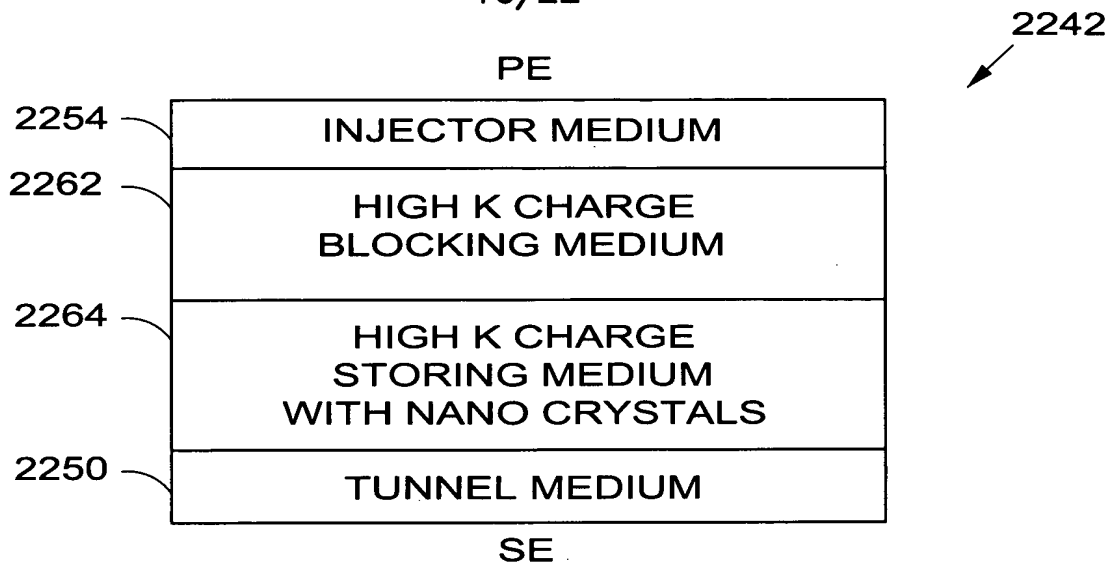 2242
PE
2254
INJECTOR MEDIUM
2262
HIGH K CHARGE
BLOCKING MEDIUM
2264
HIGH K CHARGE
STORING MEDIUM
WITH NANO CRYSTALS
2250
TUNNEL MEDIUM
SE